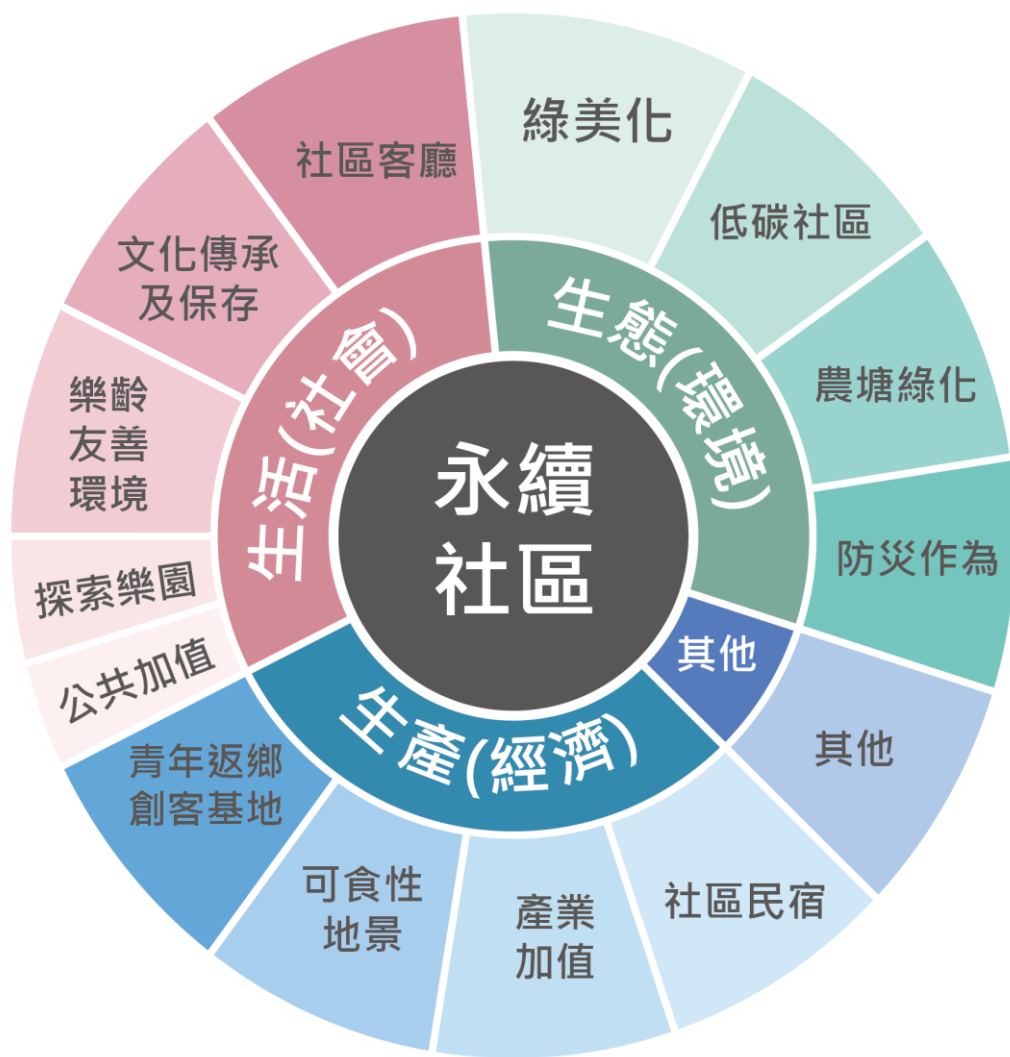 永續
社區
生態(環境)
綠美化
低碳社區
農塘綠化
防災作為
其他
其他
生產(經濟)
社區民宿
產業
加值
可食性
地景
青年返鄉
創客基地
生活(社會)
公共加值
探索樂園
樂齡
友善
環境
文化傳承
及保存
社區客廳